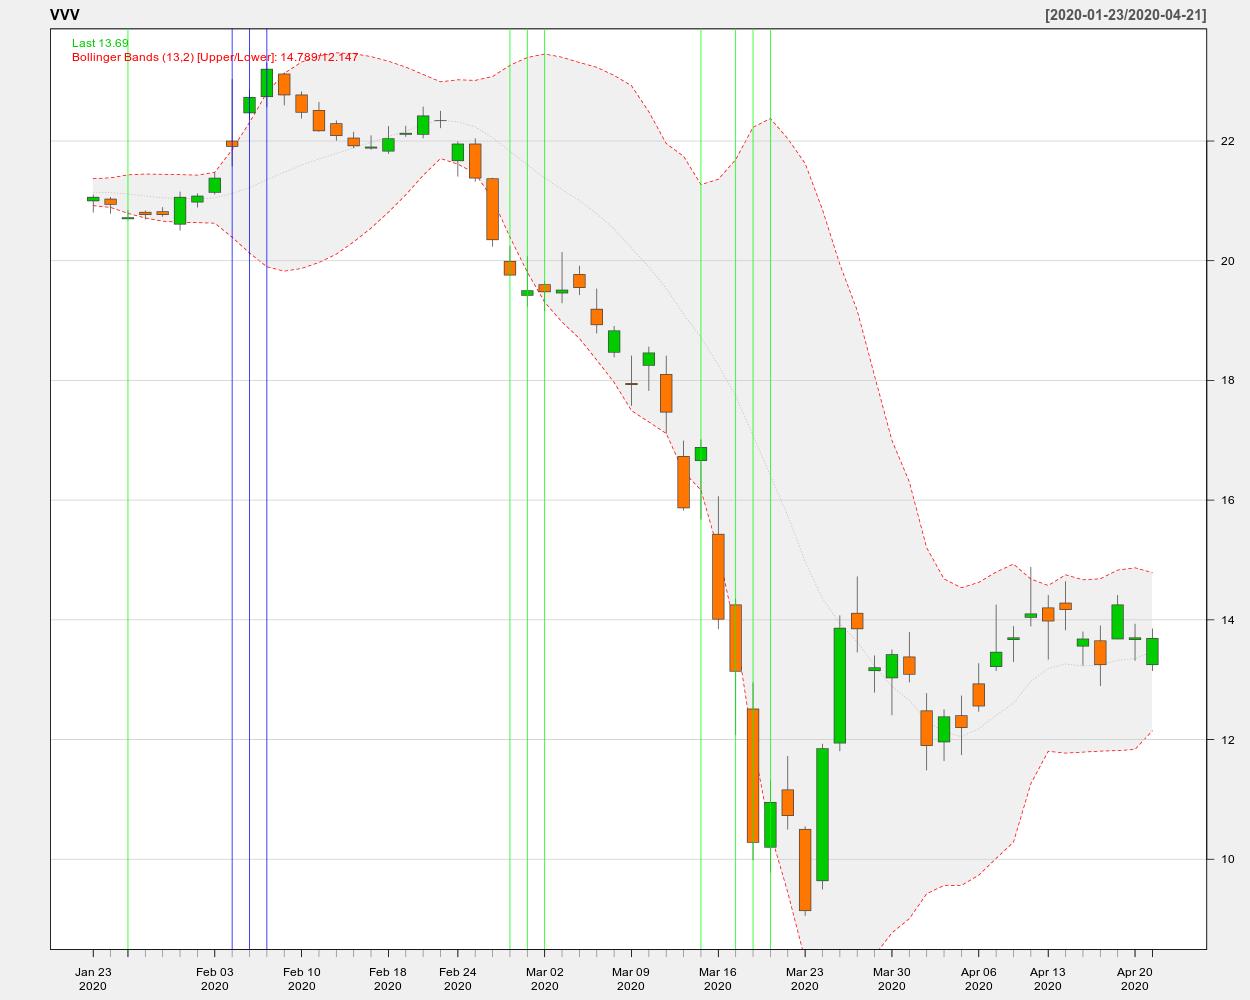 VVV
[2020-01-23/2020-04-21]
Last 13.69
Bollinger Bands (13,2) [Upper/Lower]: 14.789/12.147
22
20
18
16
14
12
10
Jan 23 Feb 03 Feb 10 Feb 18 Feb 24 Mar 02 Mar 09 Mar 16 Mar 23 Mar 30 Apr 06 Apr 13 Apr 20
2020 2020 2020 2020 2020 2020 2020 2020 2020 2020 2020 2020 2020